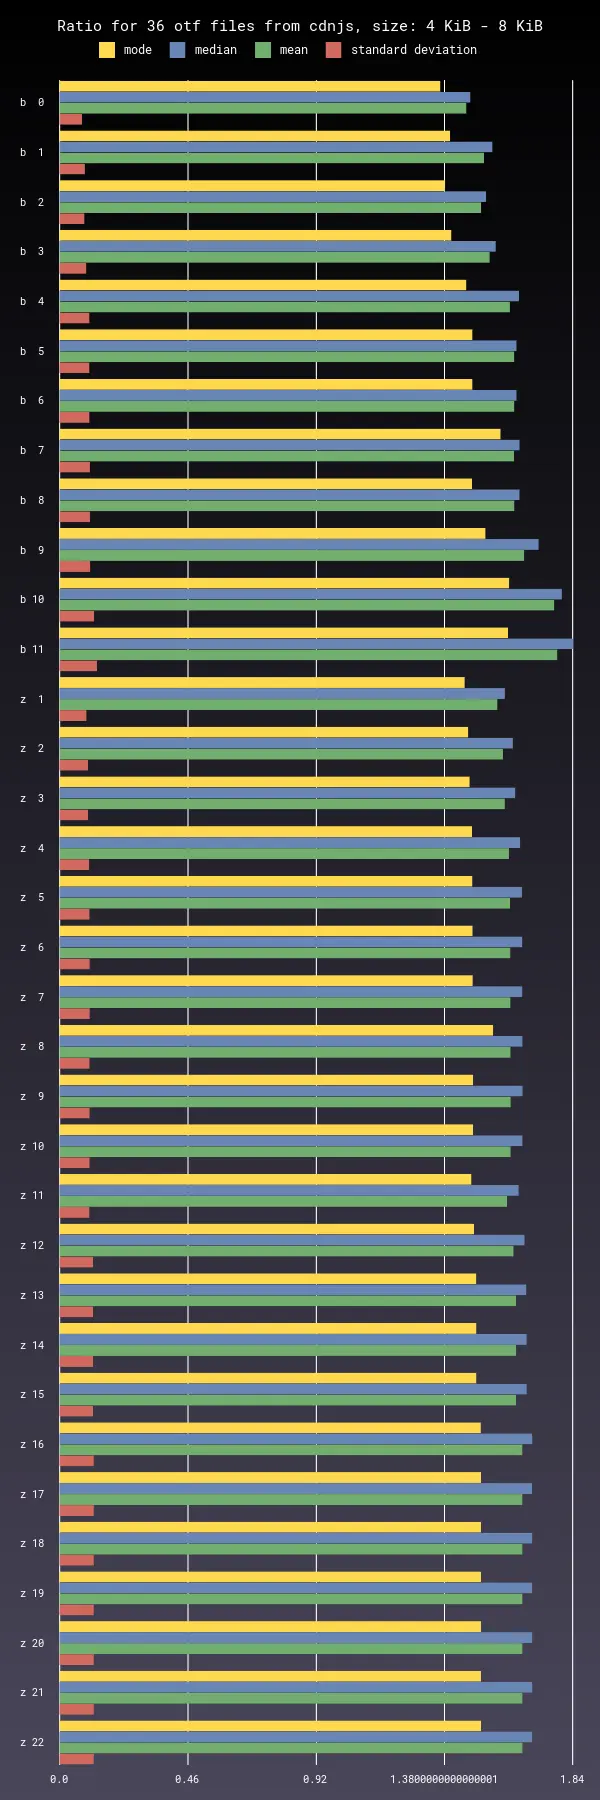 Ratio for 36 otf files from cdnjs, size: 4 KiB - 8 KiB
mode median mean standard deviation
b 0
b 1
b 2
b 3
b 4
b 5
b 6
b 7
b 8
b 9
b 10
b 11
z 1
z 2
z 3
z 4
z 5
z 6
z 7
z 8
z 9
z 10
z 11
z 12
z 13
z 14
z 15
z 16
z 17
z 18
z 19
z 20
z 21
z 22
0.0 0.46 0.92 1.3800000000000001 1.84